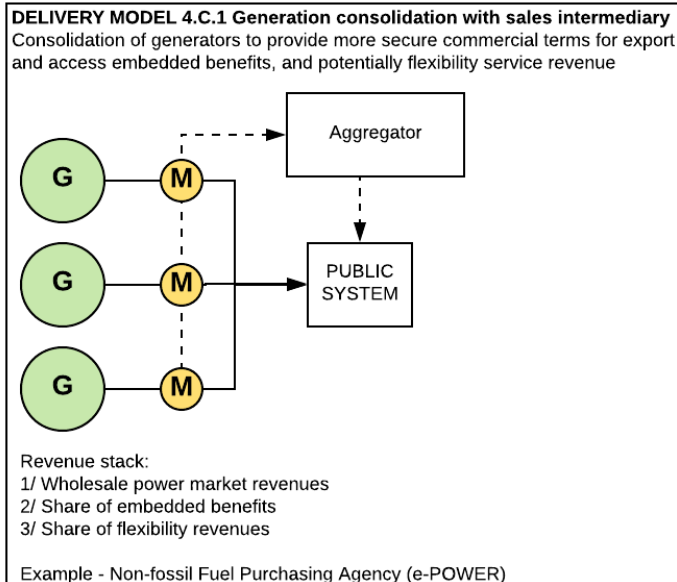 DELIVERY MODEL 4.C.1 Generation consolidation with sales intermediary
Consolidation of generators to provide more secure commercial terms for export
and access embedded benefits, and potentially flexibility service revenue
Aggregator
G
M
G
M
PUBLIC
SYSTEM
G
M
Revenue stack:
1/ Wholesale power market revenues
2/ Share of embedded benefits
3/ Share of flexibility revenues
Example - Non-fossil Fuel Purchasing Agency (e-POWER)